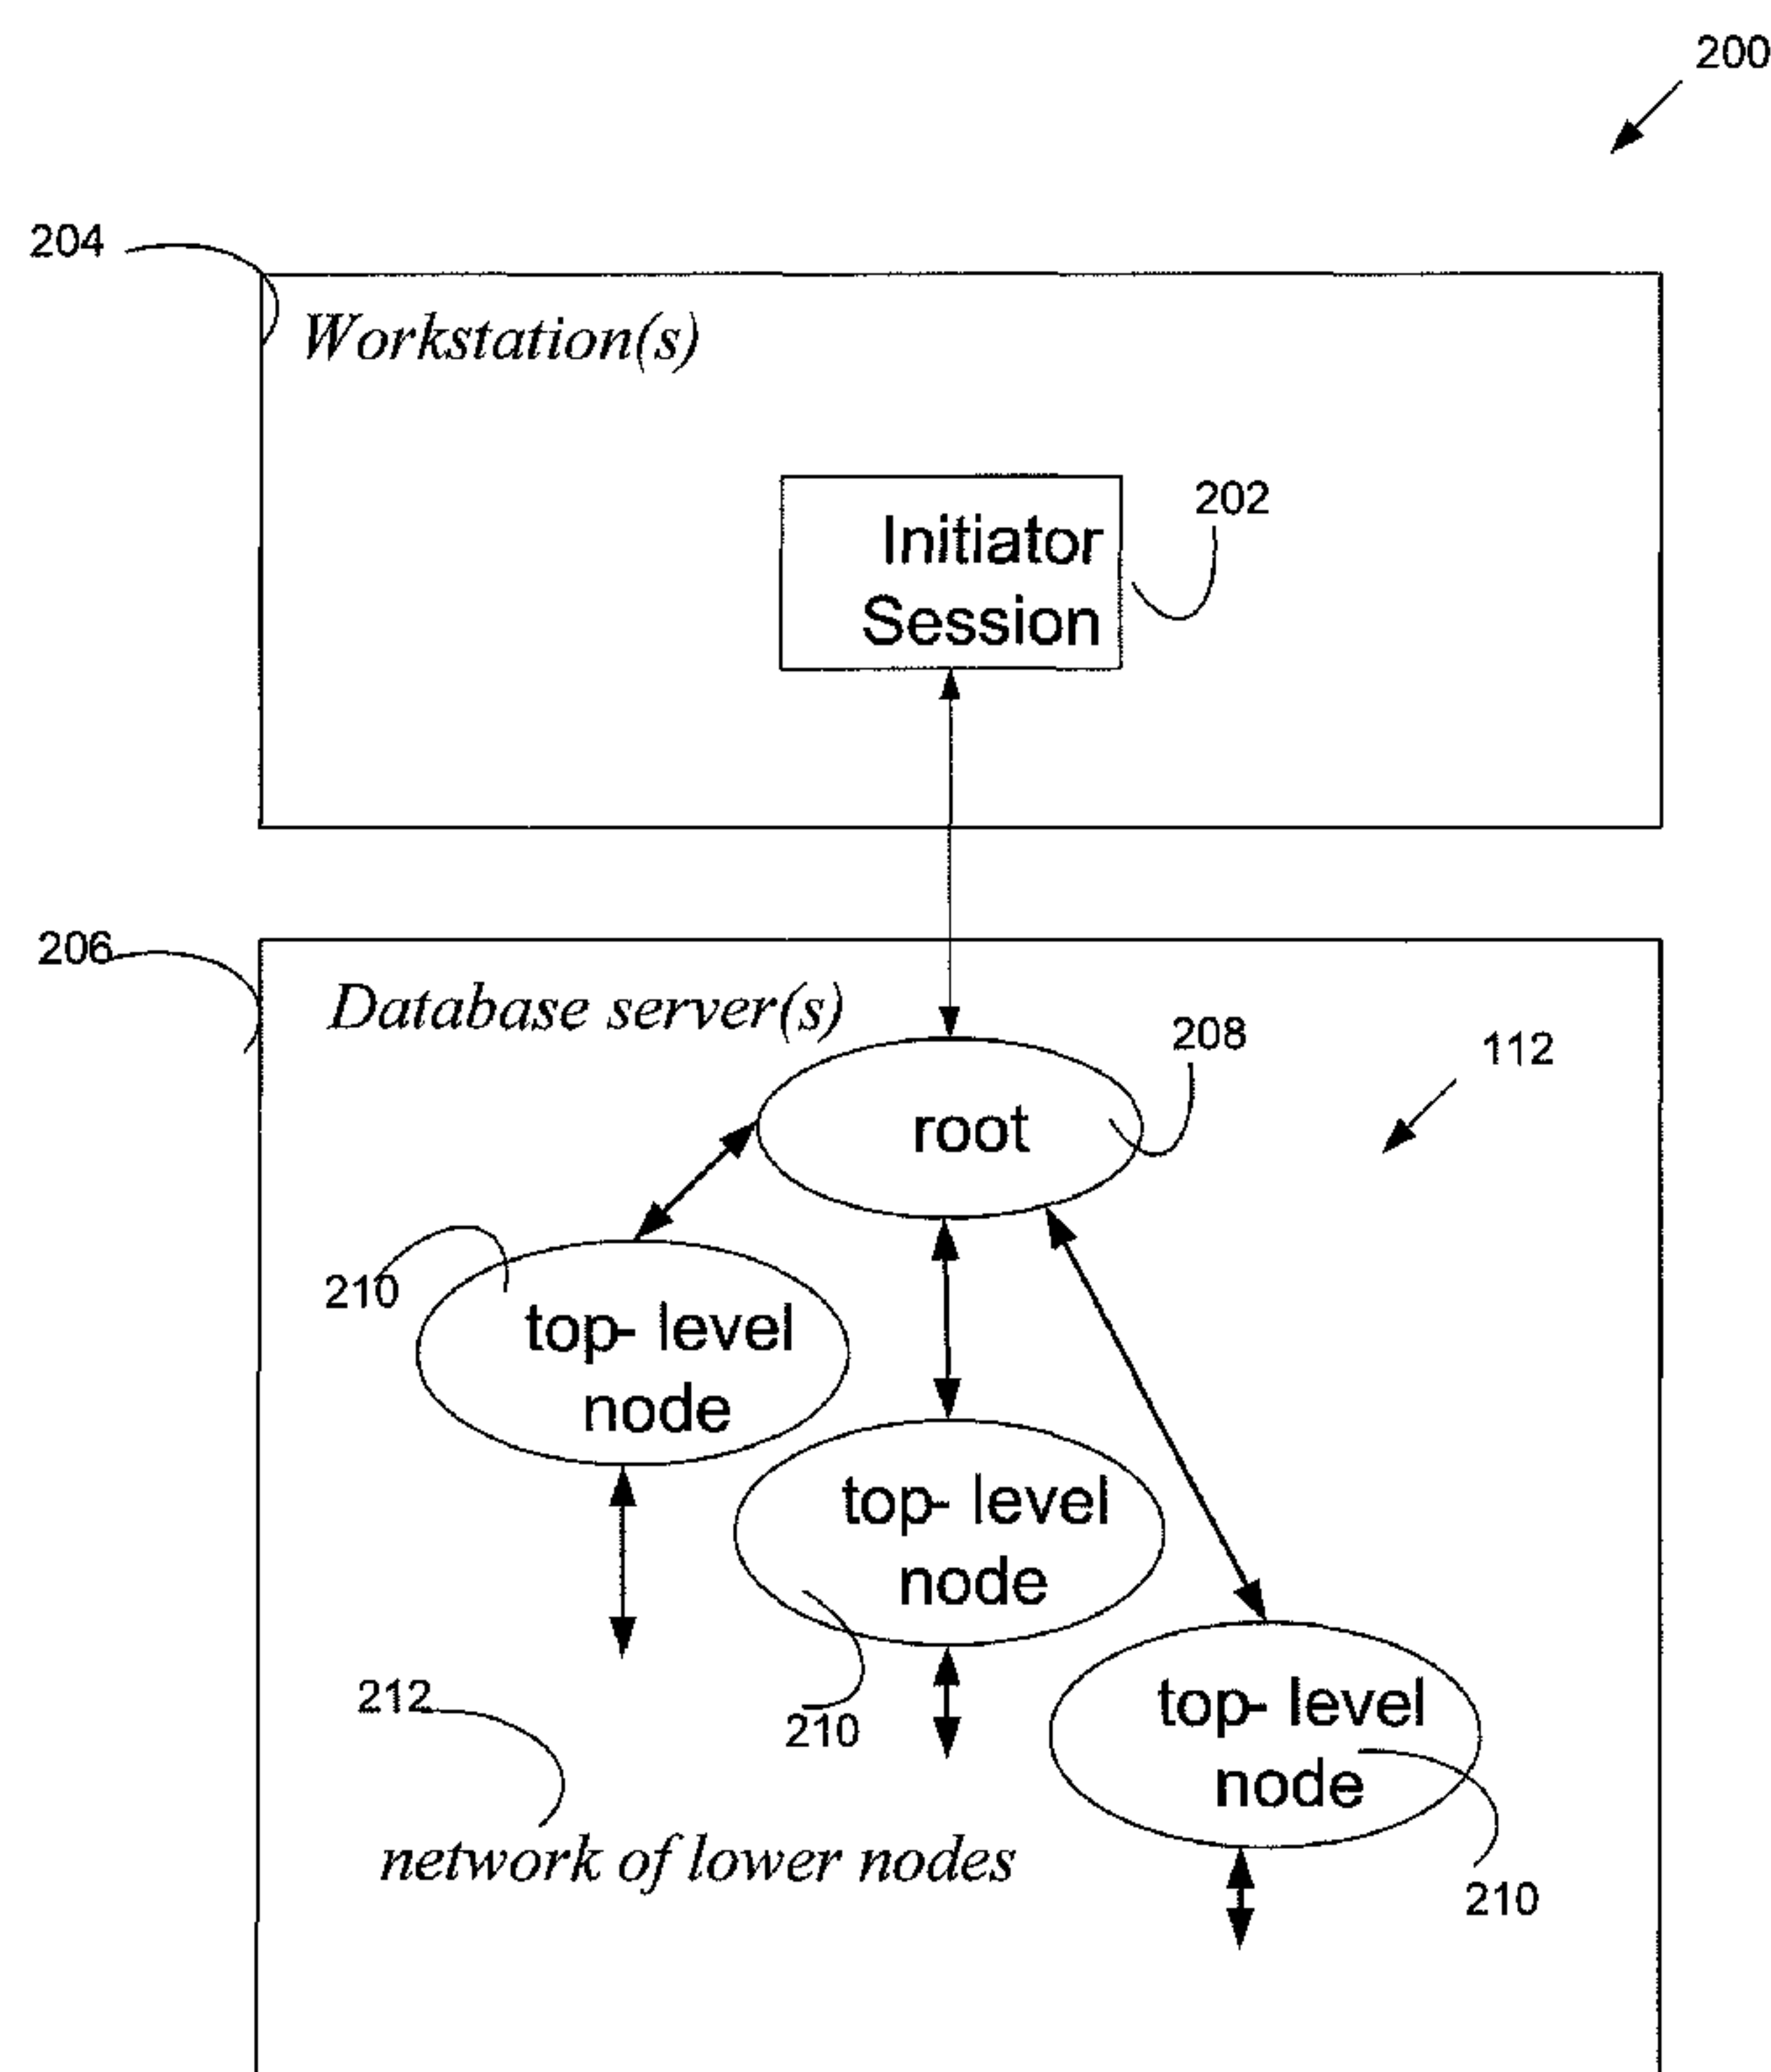 200
204
Workstation(s)
202
Initiator
Session
206
Database server(s)
208
112
root
210
top- level
node
top- level
node
212
210
top- level
node
network of lower nodes
210